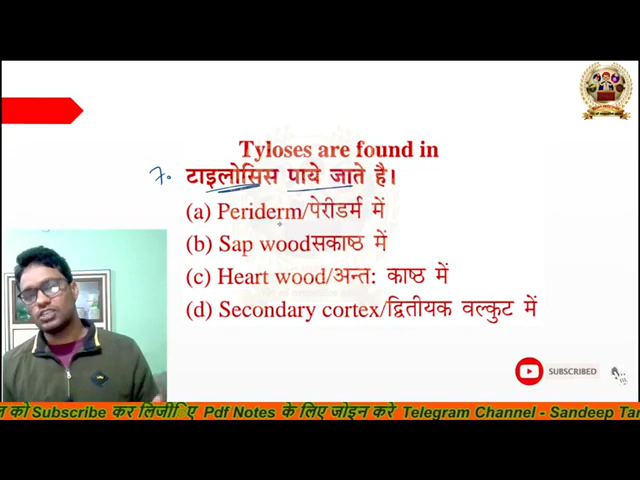 Tyloses are found in
7. टाइलोसिस पाये जाते है।
(a) Periderm/पेरीडर्म में
(b) Sap woodसकाष्ठ में
(c) Heart wood/अन्त: काष्ठ में
(d) Secondary cortex/द्वितीयक वल्कुट में
SUBSCRIBED
ल को Subscribe कर लिजीिए Pdf Notes के लिए जोइन करे Telegram Channel - Sandeep Tar